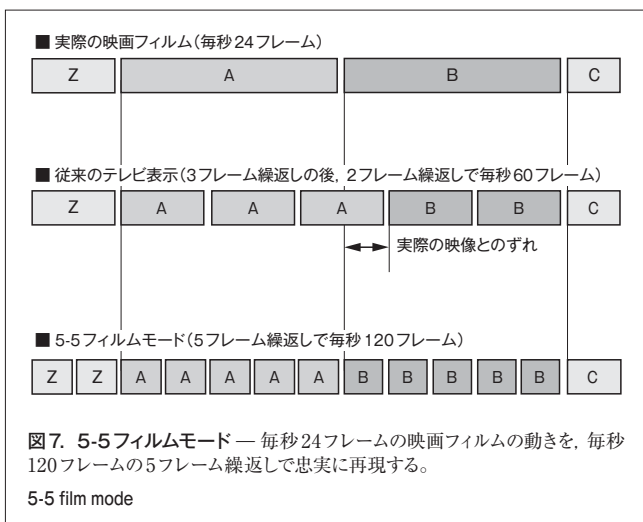 ■ 実際の映画フィルム(毎秒24フレーム)
Z A B C
■ 従来のテレビ表示(3フレーム繰返しの後,2フレーム繰返しで毎秒60フレーム)
Z A A A B B C
実際の映像とのずれ
■ 5-5フィルムモード(5フレーム繰返しで毎秒120フレーム)
Z Z A A A A A B B B B B C
図7. 5-5フィルムモード — 毎秒24フレームの映画フィルムの動きを,毎秒
120フレームの5フレーム繰返しで忠実に再現する。
5-5 film mode